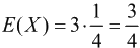 E(X) = 3 · 1/4 = 3/4